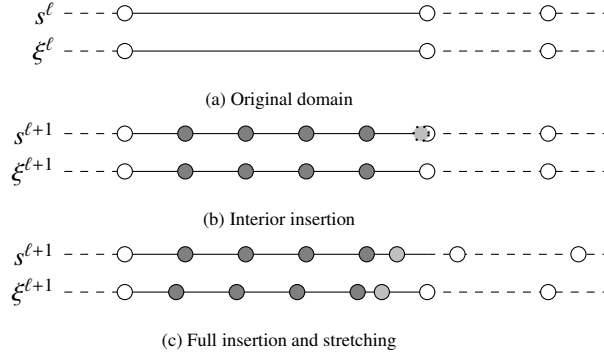 s^ℓ
ξ^ℓ
(a) Original domain
s^{ℓ+1}
ξ^{ℓ+1}
(b) Interior insertion
s^{ℓ+1}
ξ^{ℓ+1}
(c) Full insertion and stretching